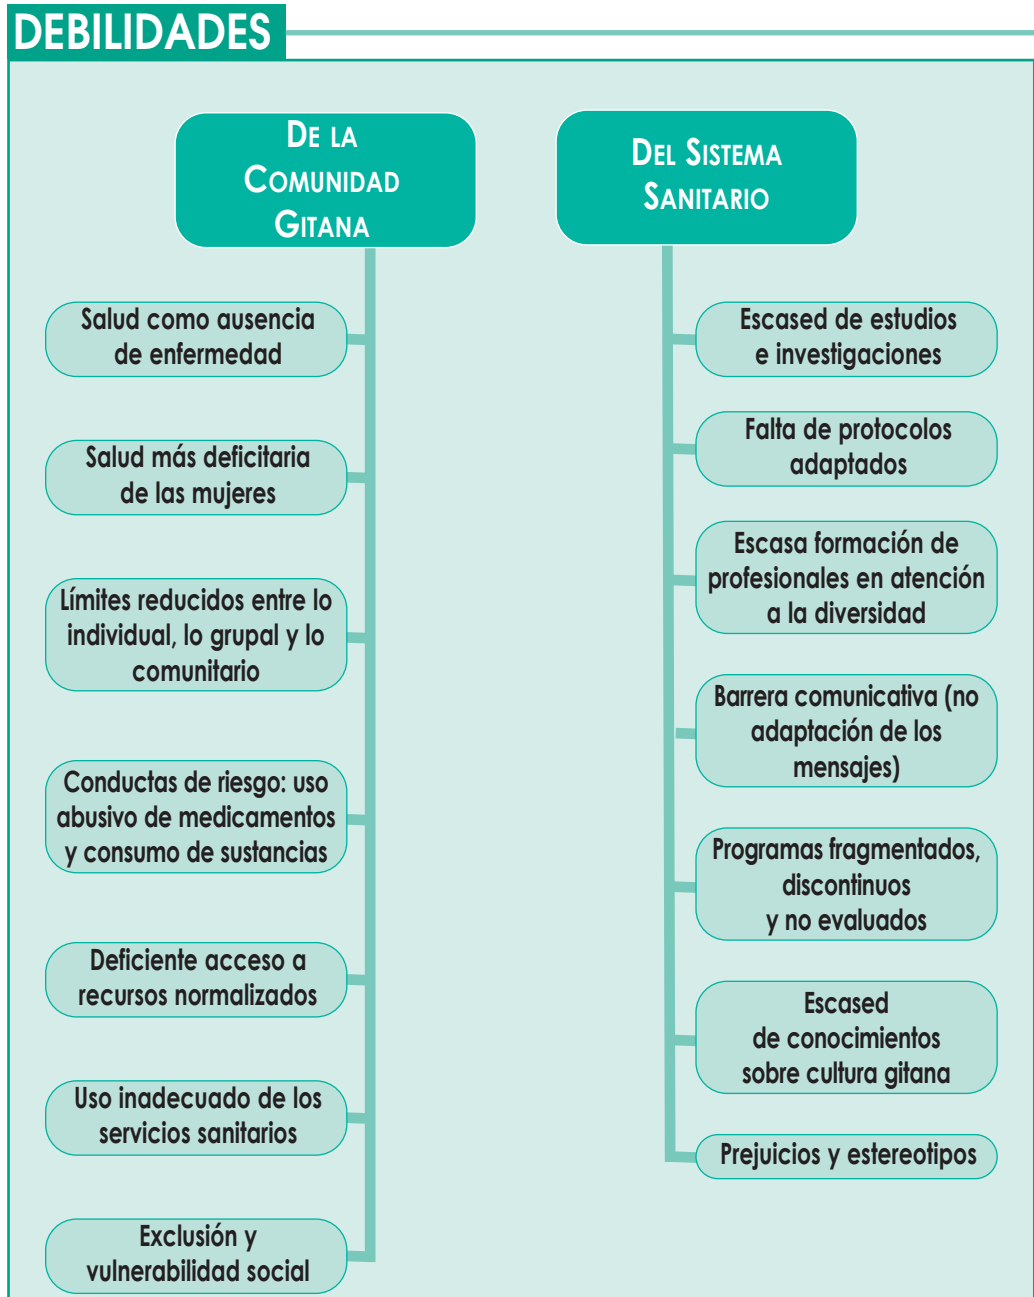 DEBILIDADES
DE LA
COMUNIDAD
GITANA
Salud como ausencia
de enfermedad
Salud más deficitaria
de las mujeres
Límites reducidos entre lo
individual, lo grupal y lo
comunitario
Conductas de riesgo: uso
abusivo de medicamentos
y consumo de sustancias
Deficiente acceso a
recursos normalizados
Uso inadecuado de los
servicios sanitarios
Exclusión y
vulnerabilidad social
DEL SISTEMA
SANITARIO
Escased de estudios
e investigaciones
Falta de protocolos
adaptados
Escasa formación de
profesionales en atención
a la diversidad
Barrera comunicativa (no
adaptación de los
mensajes)
Programas fragmentados,
discontinuos
y no evaluados
Escased
de conocimientos
sobre cultura gitana
Prejuicios y estereotipos